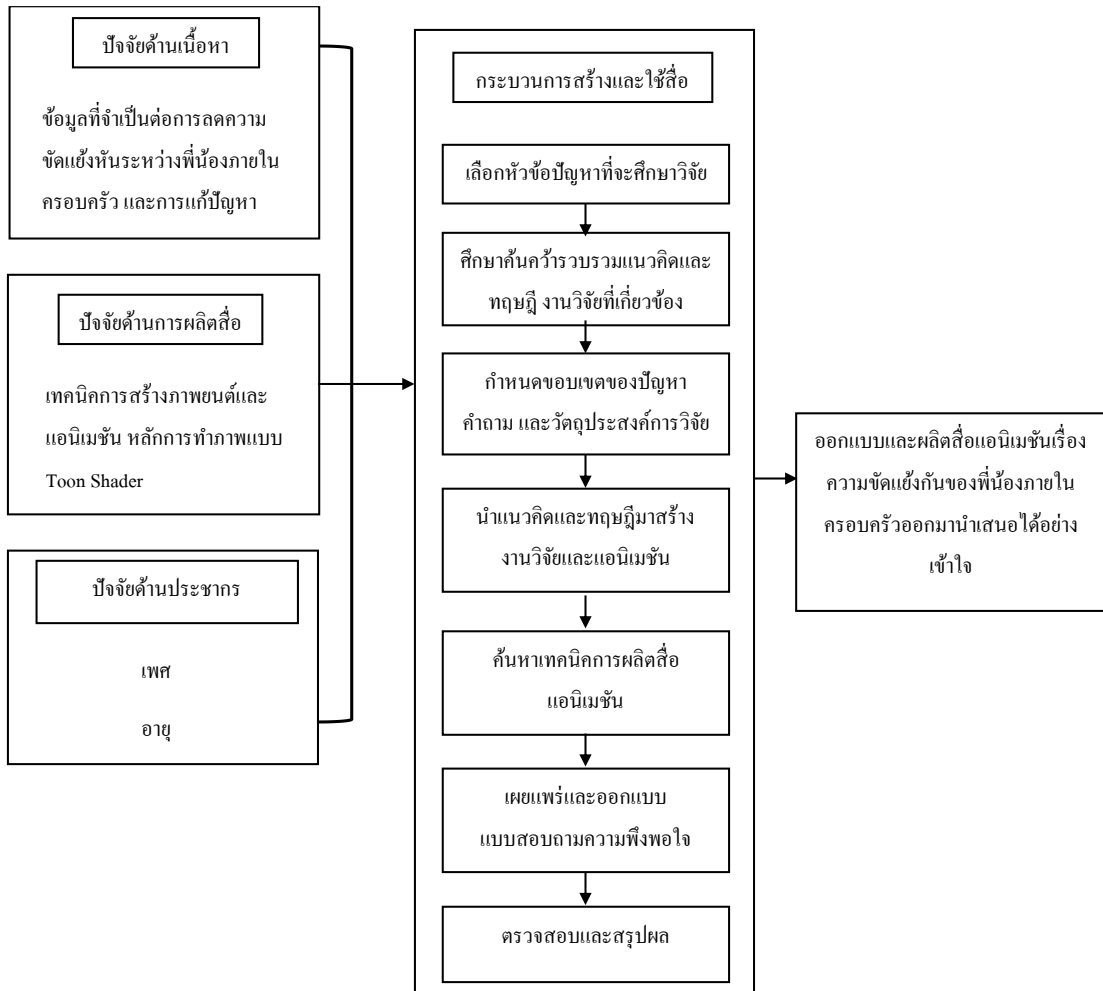 ปัจจัยด้านเนื้อหา
ข้อมูลที่จำเป็นต่อการลดความ
ขัดแย้งหันระหว่างพี่น้องภายใน
ครอบครัว และการแก้ปัญหา
ปัจจัยด้านการผลิตสื่อ
เทคนิคการสร้างภาพยนต์และ
แอนิเมชัน หลักการทำภาพแบบ
Toon Shader
ปัจจัยด้านประชากร
เพศ
อายุ
กระบวนการสร้างและใช้สื่อ
เลือกหัวข้อปัญหาที่จะศึกษาวิจัย
ศึกษาค้นคว้ารวบรวมแนวคิดและ
ทฤษฎี งานวิจัยที่เกี่ยวข้อง
กำหนดขอบเขตของปัญหา
คำถาม และวัตถุประสงค์การวิจัย
นำแนวคิดและทฤษฎีมาสร้าง
งานวิจัยและแอนิเมชัน
ค้นหาเทคนิคการผลิตสื่อ
แอนิเมชัน
เผยแพร่และออกแบบ
แบบสอบถามความพึงพอใจ
ตรวจสอบและสรุปผล
ออกแบบและผลิตสื่อแอนิเมชันเรื่อง
ความขัดแย้งกันของพี่น้องภายใน
ครอบครัวออกมานำเสนอได้อย่าง
เข้าใจ